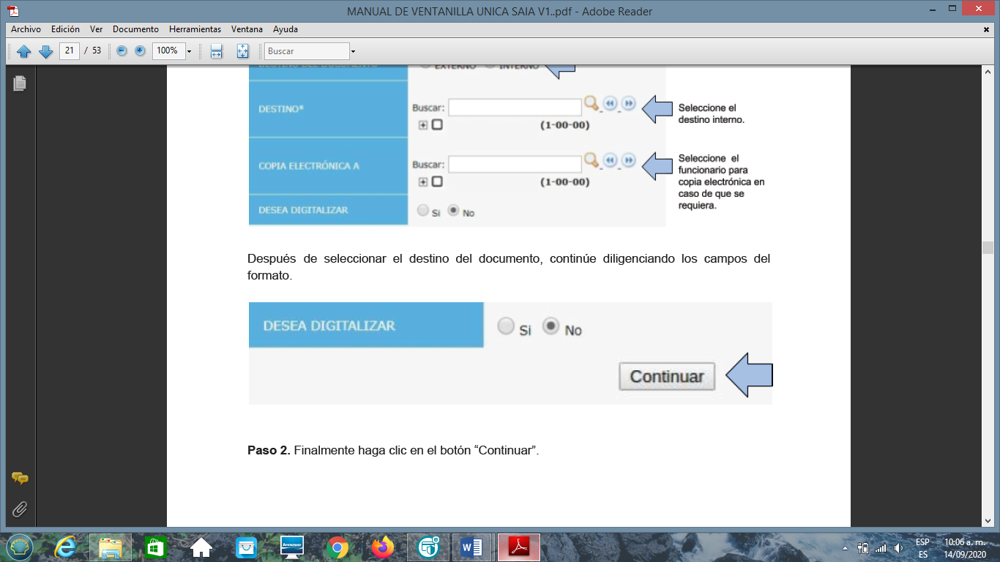 MANUAL DE VENTANILLA UNICA SAIA V1..pdf - Adobe Reader
Archivo Edición Ver Documento Herramientas Ventana Ayuda
21 / 53 100% Buscar
DESTINO DEL DOCUMENTO* EXTERNO INTERNO
DESTINO* Buscar:
(1-00-00)
Seleccione el
destino interno.
COPIA ELECTRÓNICA A Buscar:
(1-00-00)
Seleccione el
funcionario para
copia electrónica en
caso de que se
requiera.
DESEA DIGITALIZAR Si No
Después de seleccionar el destino del documento, continúe diligenciando los campos del
formato.
DESEA DIGITALIZAR Si No
Continuar
Paso 2. Finalmente haga clic en el botón “Continuar”.
lenovo
ESP 10:06 a. m.
ES 14/09/2020